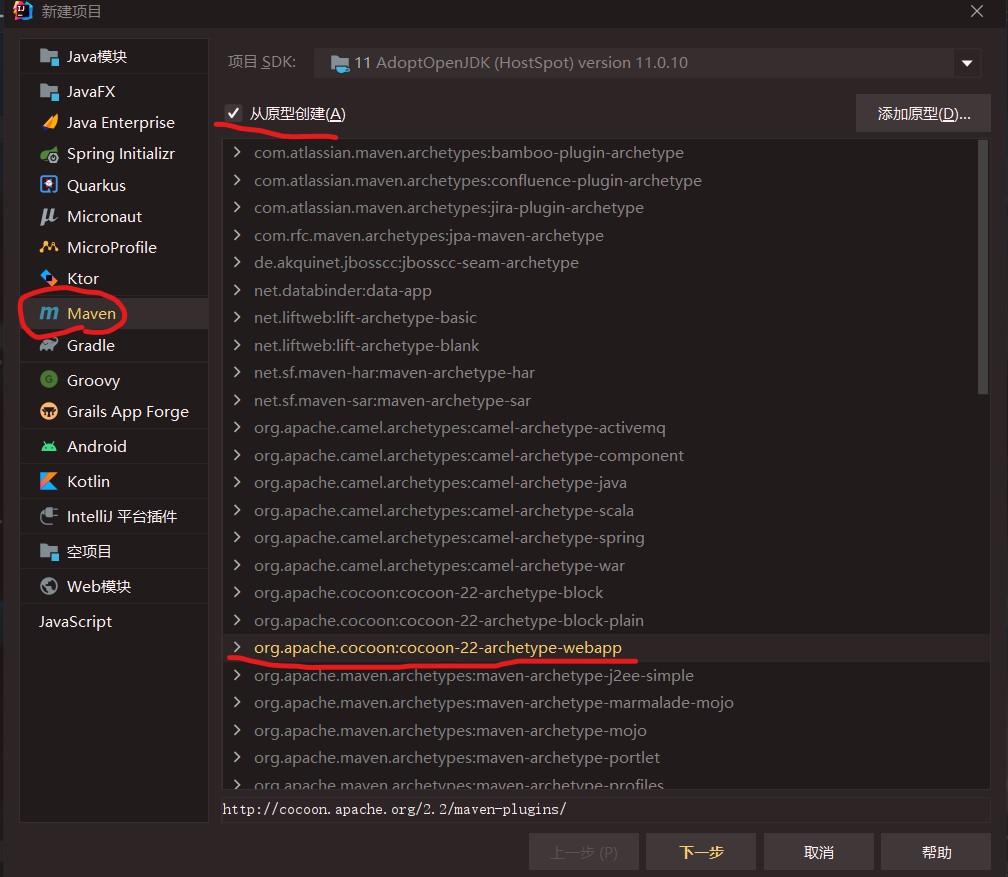 新建项目
Java模块
JavaFX
Java Enterprise
Spring Initializr
Quarkus
Micronaut
MicroProfile
Ktor
Maven
Gradle
Groovy
Grails App Forge
Android
Kotlin
IntelliJ 平台插件
空项目
Web模块
JavaScript
项目 SDK:
11 AdoptOpenJDK (HostSpot) version 11.0.10
从原型创建(A)
添加原型(D)...
com.atlassian.maven.archetypes:bamboo-plugin-archetype
com.atlassian.maven.archetypes:confluence-plugin-archetype
com.atlassian.maven.archetypes:jira-plugin-archetype
com.rfc.maven.archetypes:jpa-maven-archetype
de.akquinet.jbosscc:jbosscc-seam-archetype
net.databinder:data-app
net.liftweb:lift-archetype-basic
net.liftweb:lift-archetype-blank
net.sf.maven-har:maven-archetype-har
net.sf.maven-sar:maven-archetype-sar
org.apache.camel.archetypes:camel-archetype-activemq
org.apache.camel.archetypes:camel-archetype-component
org.apache.camel.archetypes:camel-archetype-java
org.apache.camel.archetypes:camel-archetype-scala
org.apache.camel.archetypes:camel-archetype-spring
org.apache.camel.archetypes:camel-archetype-war
org.apache.cocoon:cocoon-22-archetype-block
org.apache.cocoon:cocoon-22-archetype-block-plain
org.apache.cocoon:cocoon-22-archetype-webapp
org.apache.maven.archetypes:maven-archetype-j2ee-simple
org.apache.maven.archetypes:maven-archetype-marmalade-mojo
org.apache.maven.archetypes:maven-archetype-mojo
org.apache.maven.archetypes:maven-archetype-portlet
org.apache.maven.archetypes:maven-archetype-profiles
http://cocoon.apache.org/2.2/maven-plugins/
上一步 (P)
下一步
取消
帮助